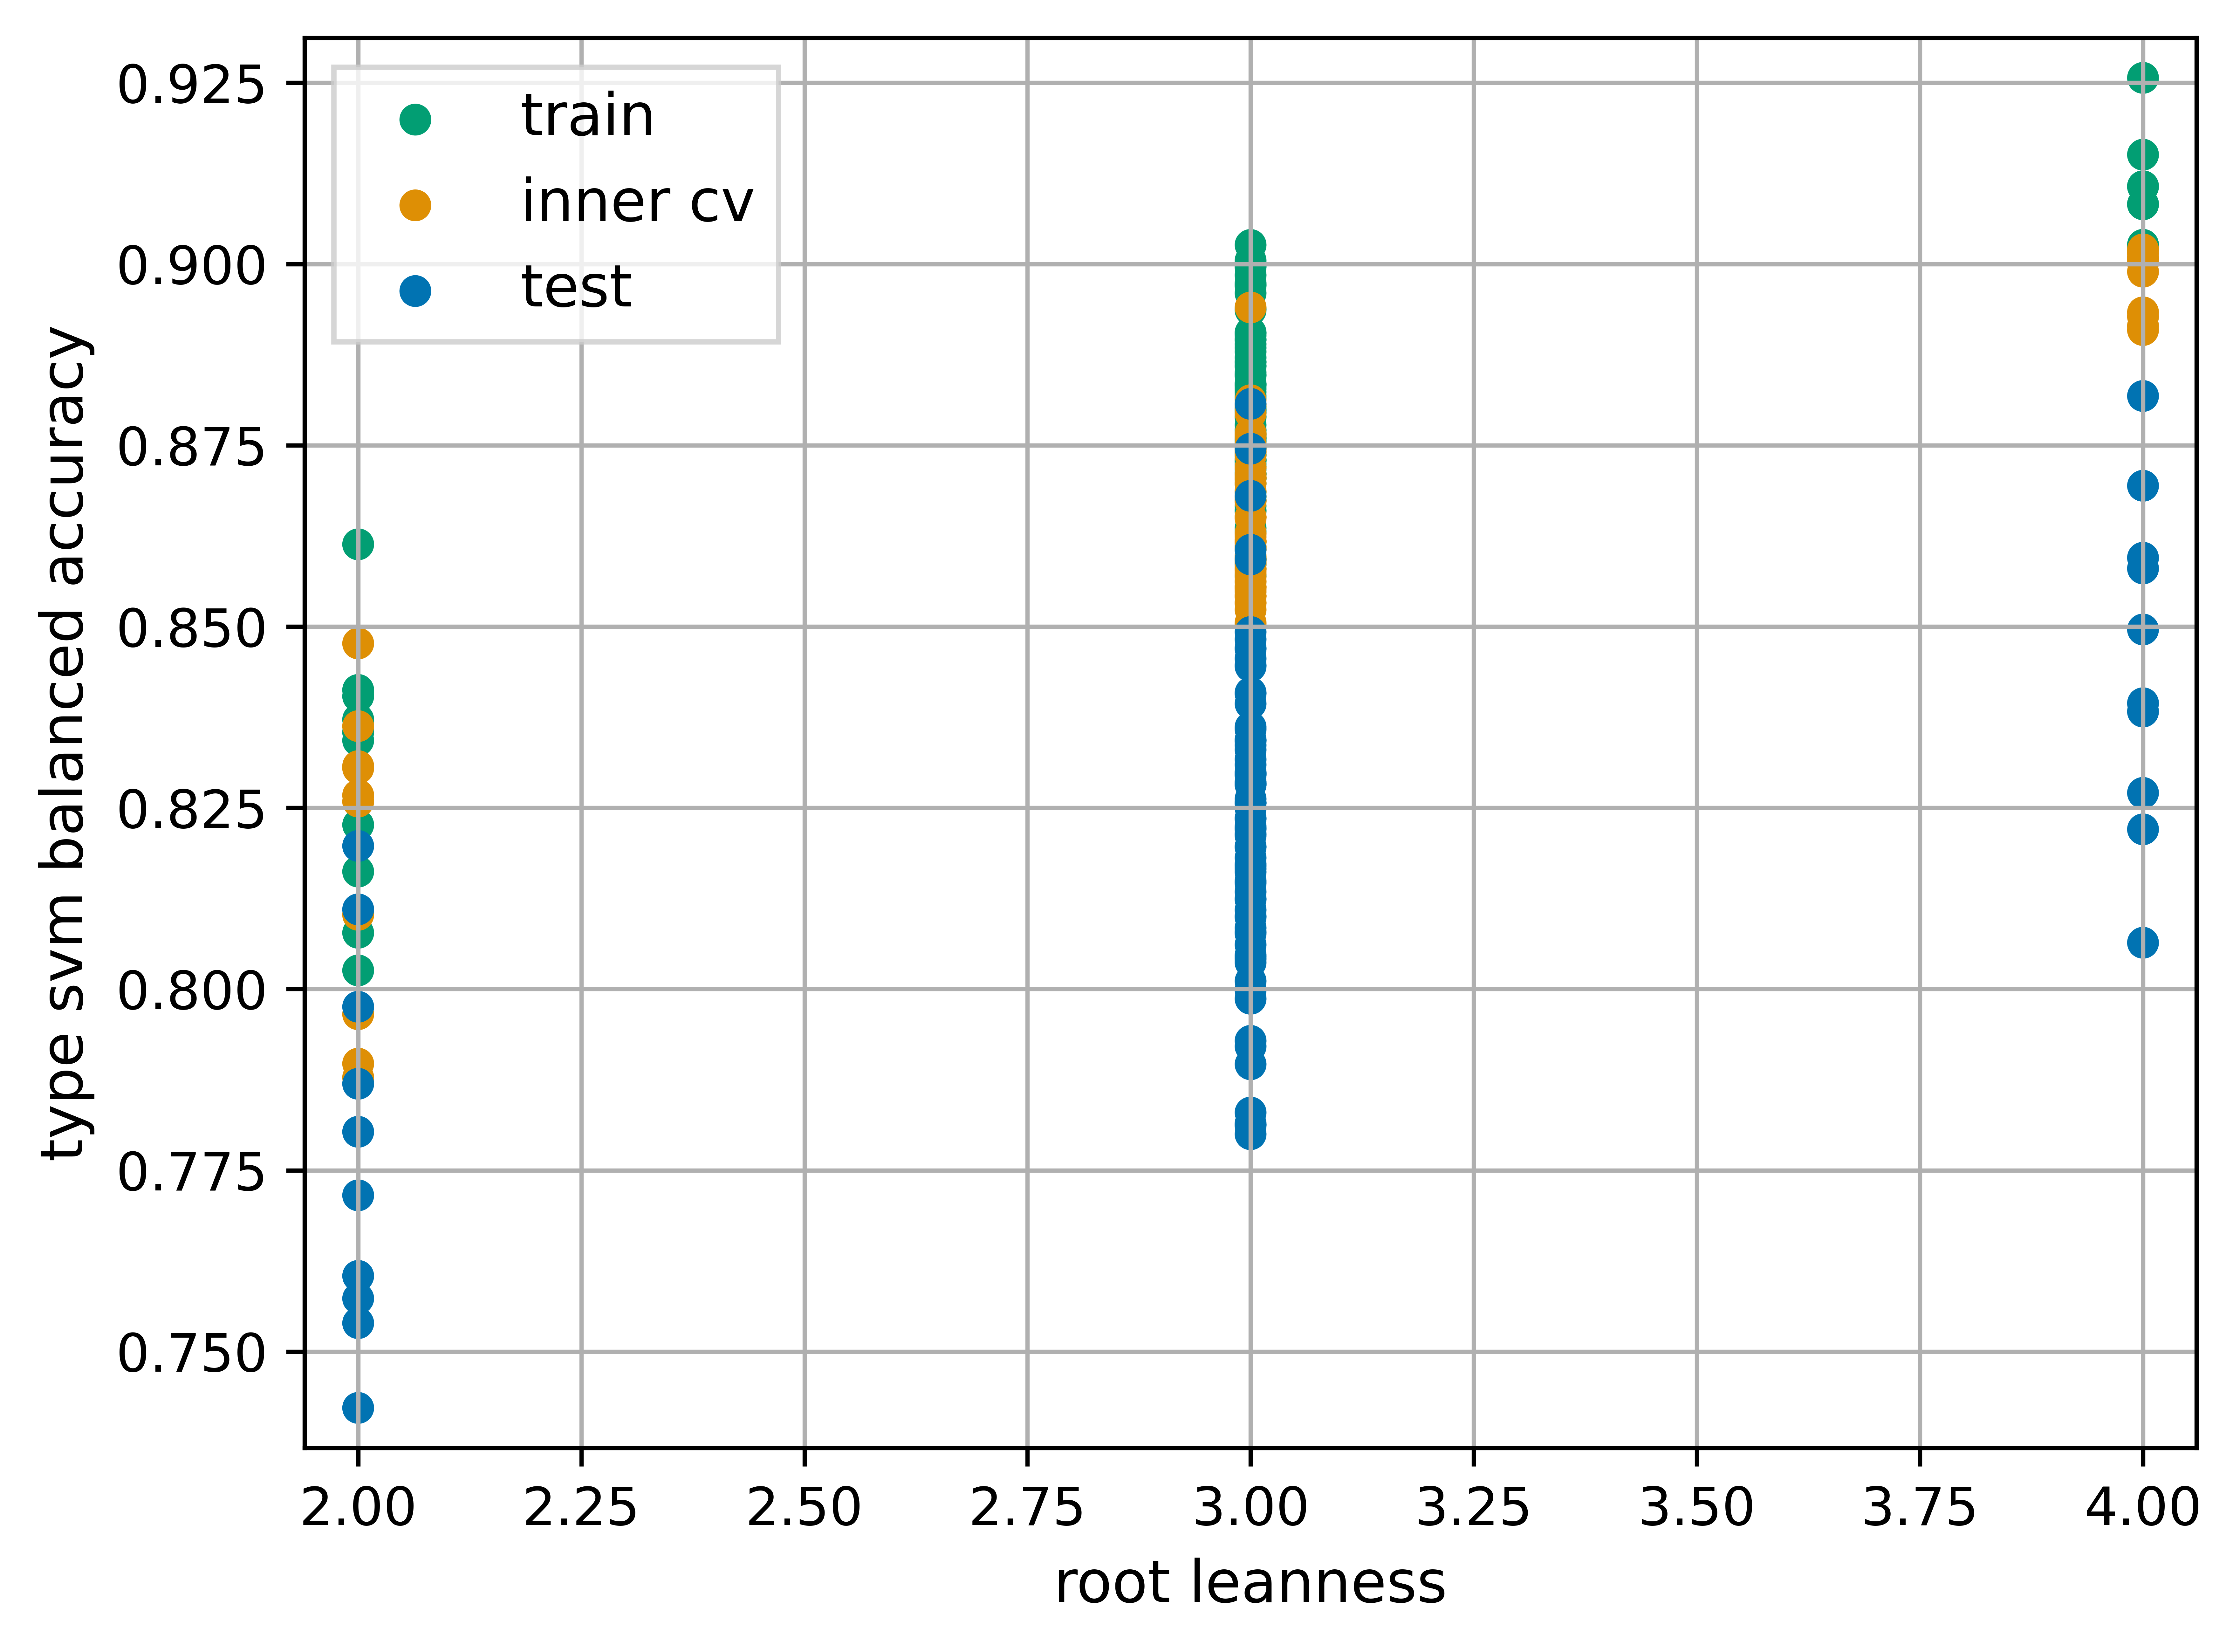 type svm balanced accuracy
0.925
0.900
0.875
0.850
0.825
0.800
0.775
0.750
train
inner cv
test
2.00 2.25 2.50 2.75 3.00 3.25 3.50 3.75 4.00
root leanness